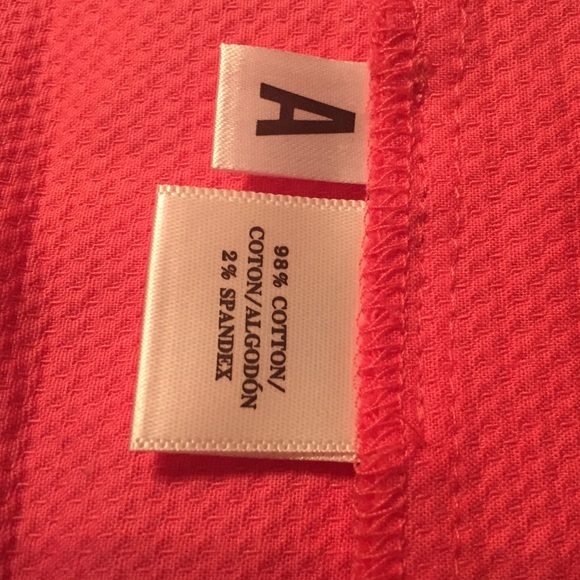 A
98% COTTON/
COTON/ALGODÓN
2% SPANDEX